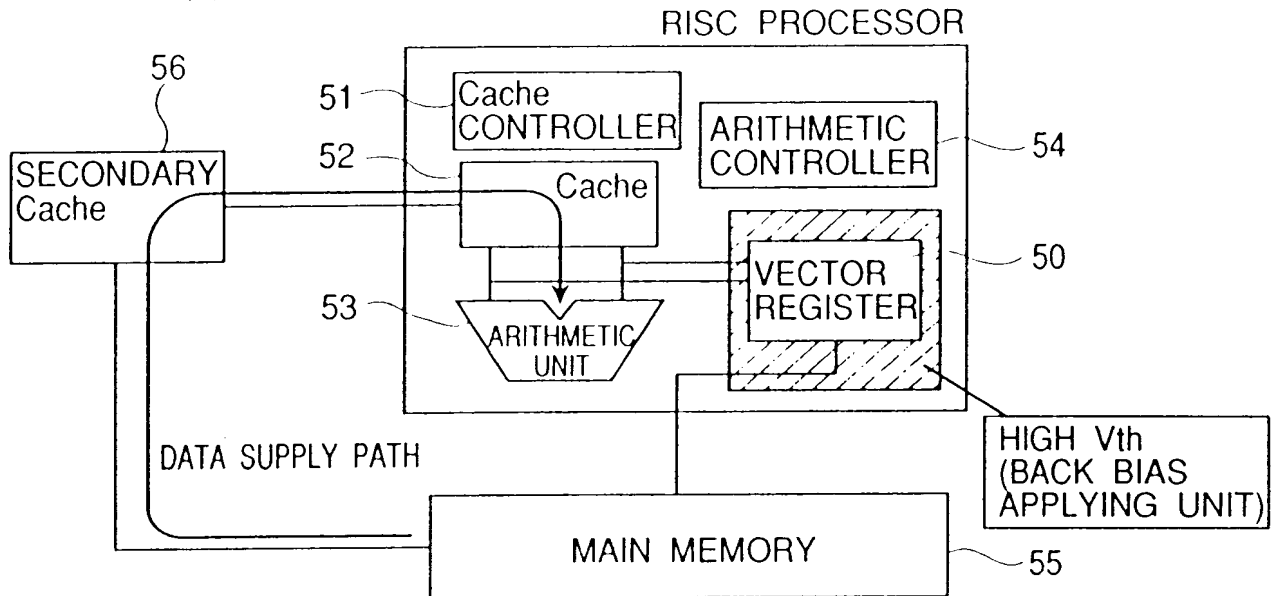 RISC PROCESSOR
56
51
Cache
CONTROLLER
ARITHMETIC
CONTROLLER
54
52
SECONDARY
Cache
Cache
50
VECTOR
REGISTER
53
ARITHMETIC
UNIT
DATA SUPPLY PATH
HIGH Vth
(BACK BIAS
APPLYING UNIT)
MAIN MEMORY
55